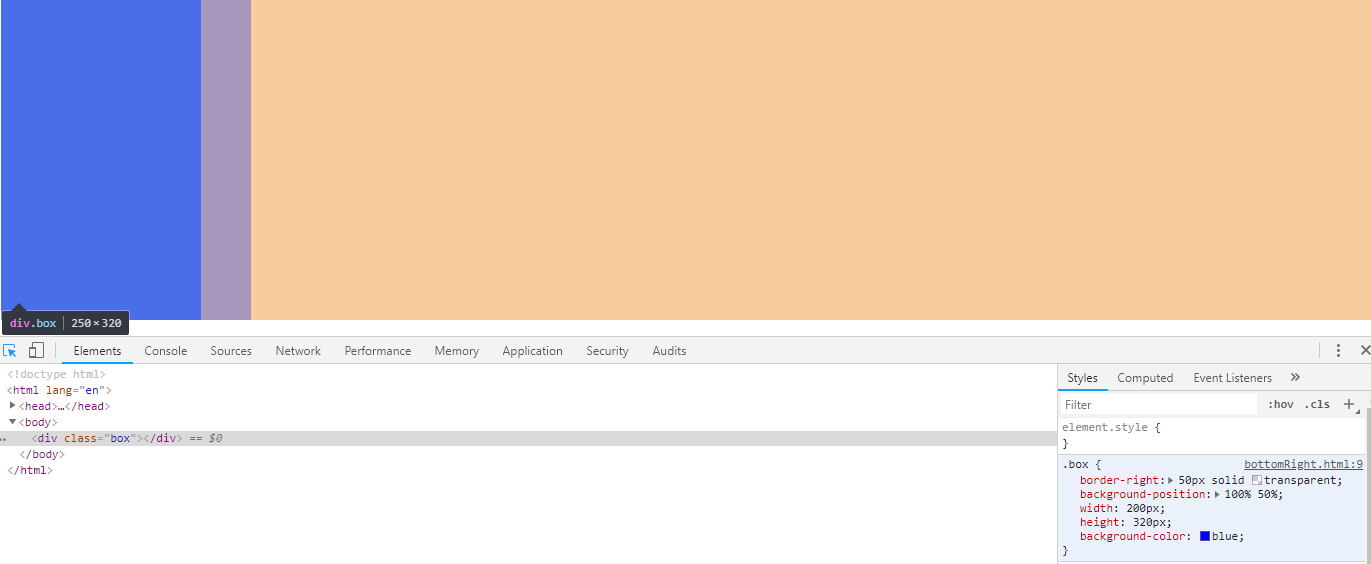 div.box | 250×320
Elements Console Sources Network Performance Memory Application Security Audits
<!doctype html>
<html lang="en">
<head>…</head>
<body>
<div class="box"></div> == $0
</body>
</html>
Styles Computed Event Listeners »
Filter :hov .cls +
element.style {
}
.box { bottomRight.html:9
border-right: 50px solid transparent;
background-position: 100% 50%;
width: 200px;
height: 320px;
background-color: blue;
}